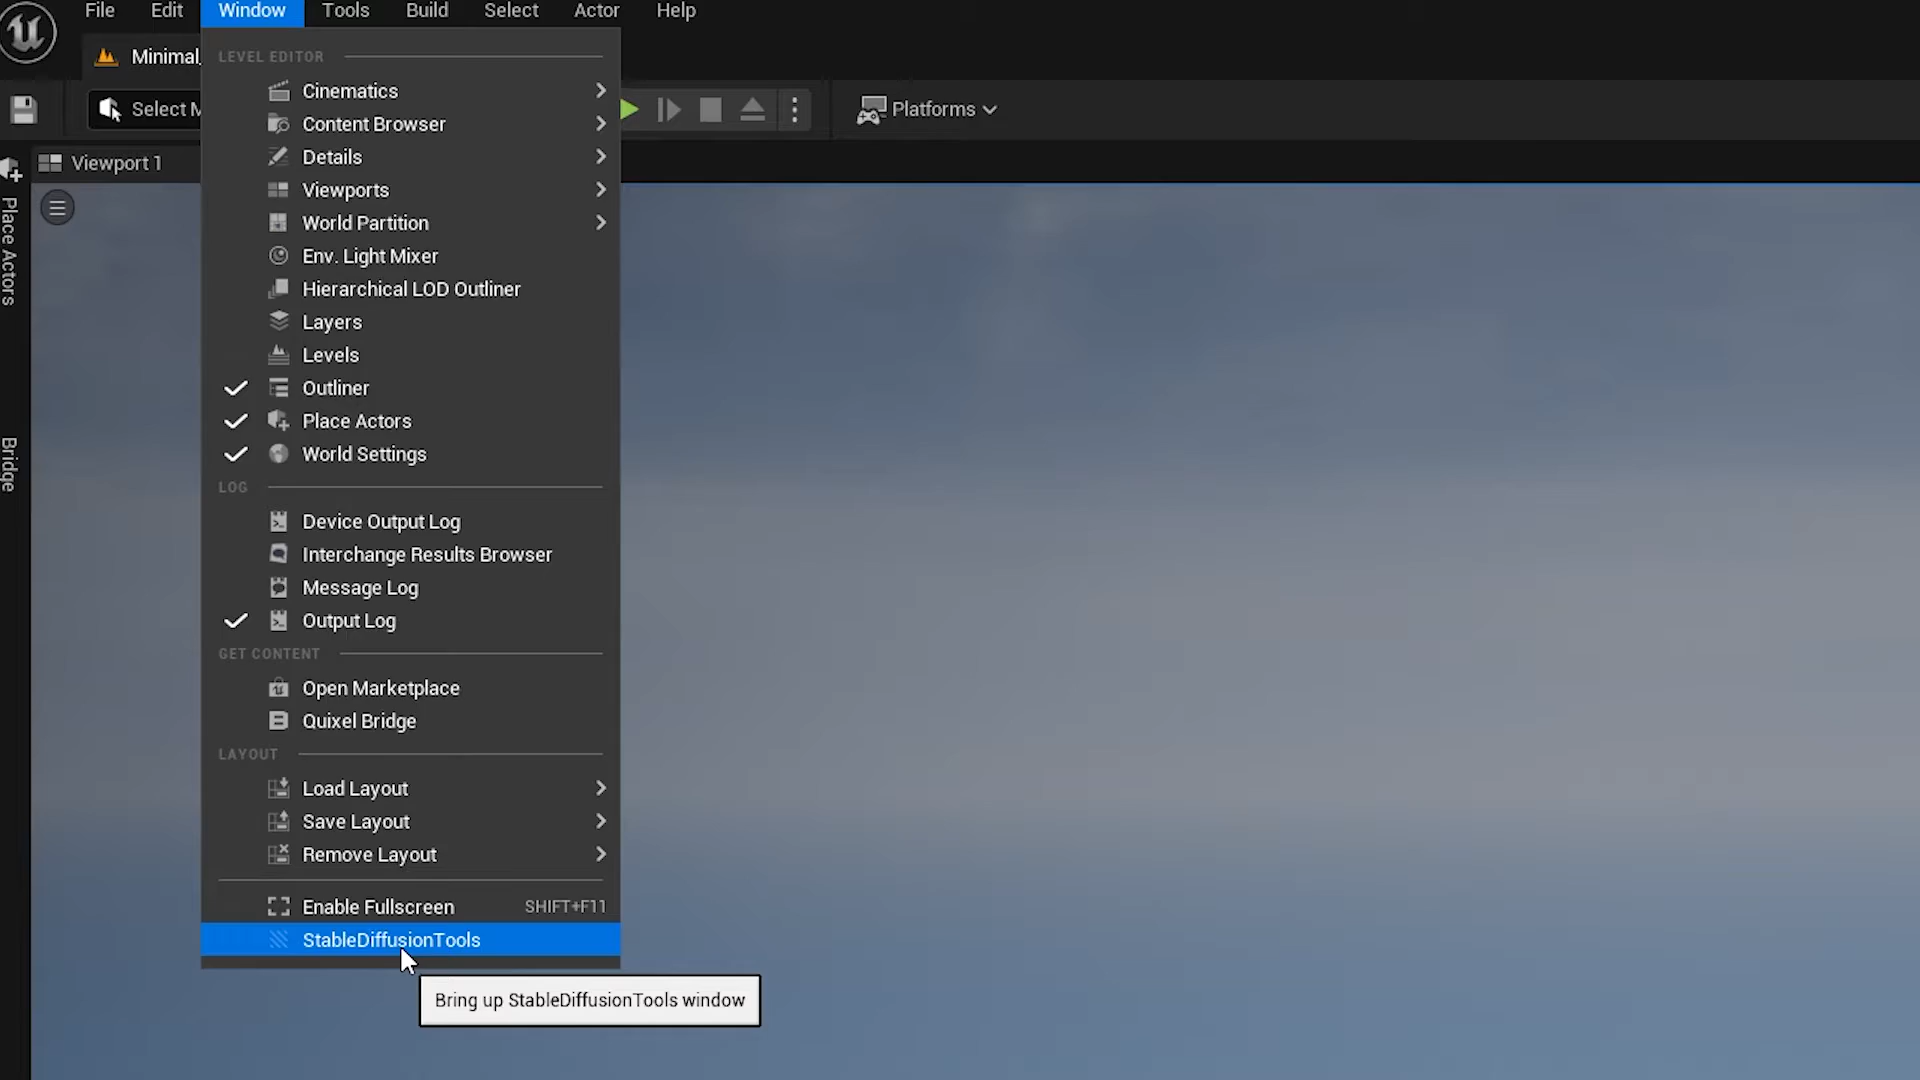 File Edit Window Tools Build Select Actor Help
Minimal
Select M
Platforms
Viewport 1
Place Actors
Bridge
LEVEL EDITOR
Cinematics
Content Browser
Details
Viewports
World Partition
Env. Light Mixer
Hierarchical LOD Outliner
Layers
Levels
Outliner
Place Actors
World Settings
LOG
Device Output Log
Interchange Results Browser
Message Log
Output Log
GET CONTENT
Open Marketplace
Quixel Bridge
LAYOUT
Load Layout
Save Layout
Remove Layout
Enable Fullscreen SHIFT+F11
StableDiffusionTools
Bring up StableDiffusionTools window